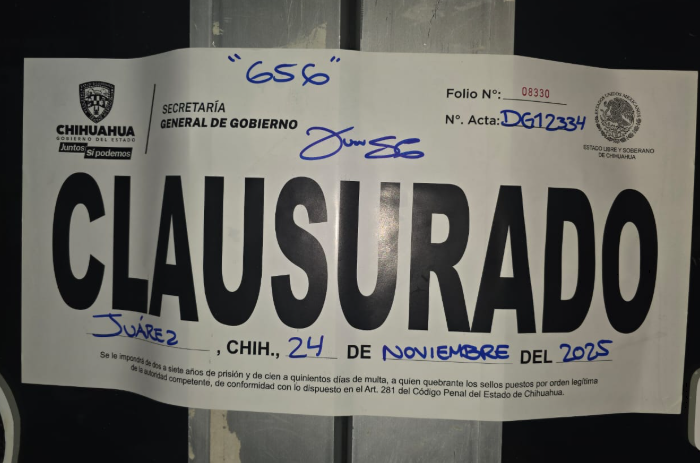 "656"
CHIHUAHUA
GOBIERNO DEL ESTADO
Juntos Sí podemos
SECRETARÍA
GENERAL DE GOBIERNO
Folio N°: 08330
N°. Acta: DG12334
ESTADO LIBRE Y SOBERANO
DE CHIHUAHUA
CLAUSURADO
JUÁREZ, CHIH., 24 DE NOVIEMBRE DEL 2025
Se le impondrá de dos a siete años de prisión y de cien a quinientos días de multa, a quien quebrante los sellos puestos por orden legítima
de la autoridad competente, de conformidad con lo dispuesto en el Art. 281 del Código Penal del Estado de Chihuahua.